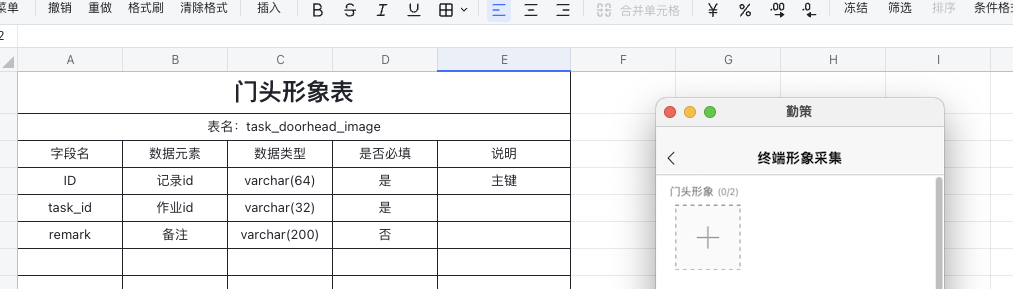 菜单 撤销 重做 格式刷 清除格式 插入 B S I U 合并单元格 ¥ % .00 .0 冻结 筛选 排序 条件格式
2
A B C D E F G H I
门头形象表
表名：task_doorhead_image
字段名 数据元素 数据类型 是否必填 说明
ID 记录id varchar(64) 是 主键
task_id 作业id varchar(32) 是
remark 备注 varchar(200) 否
勤策
终端形象采集
门头形象 (0/2)